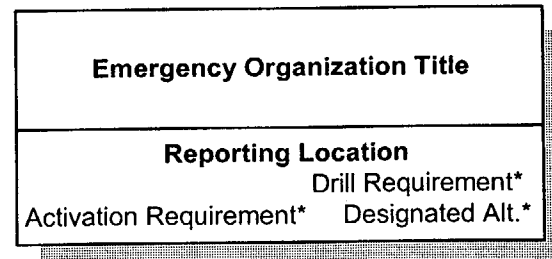 Emergency Organization Title
Reporting Location
Drill Requirement*
Activation Requirement* Designated Alt.*